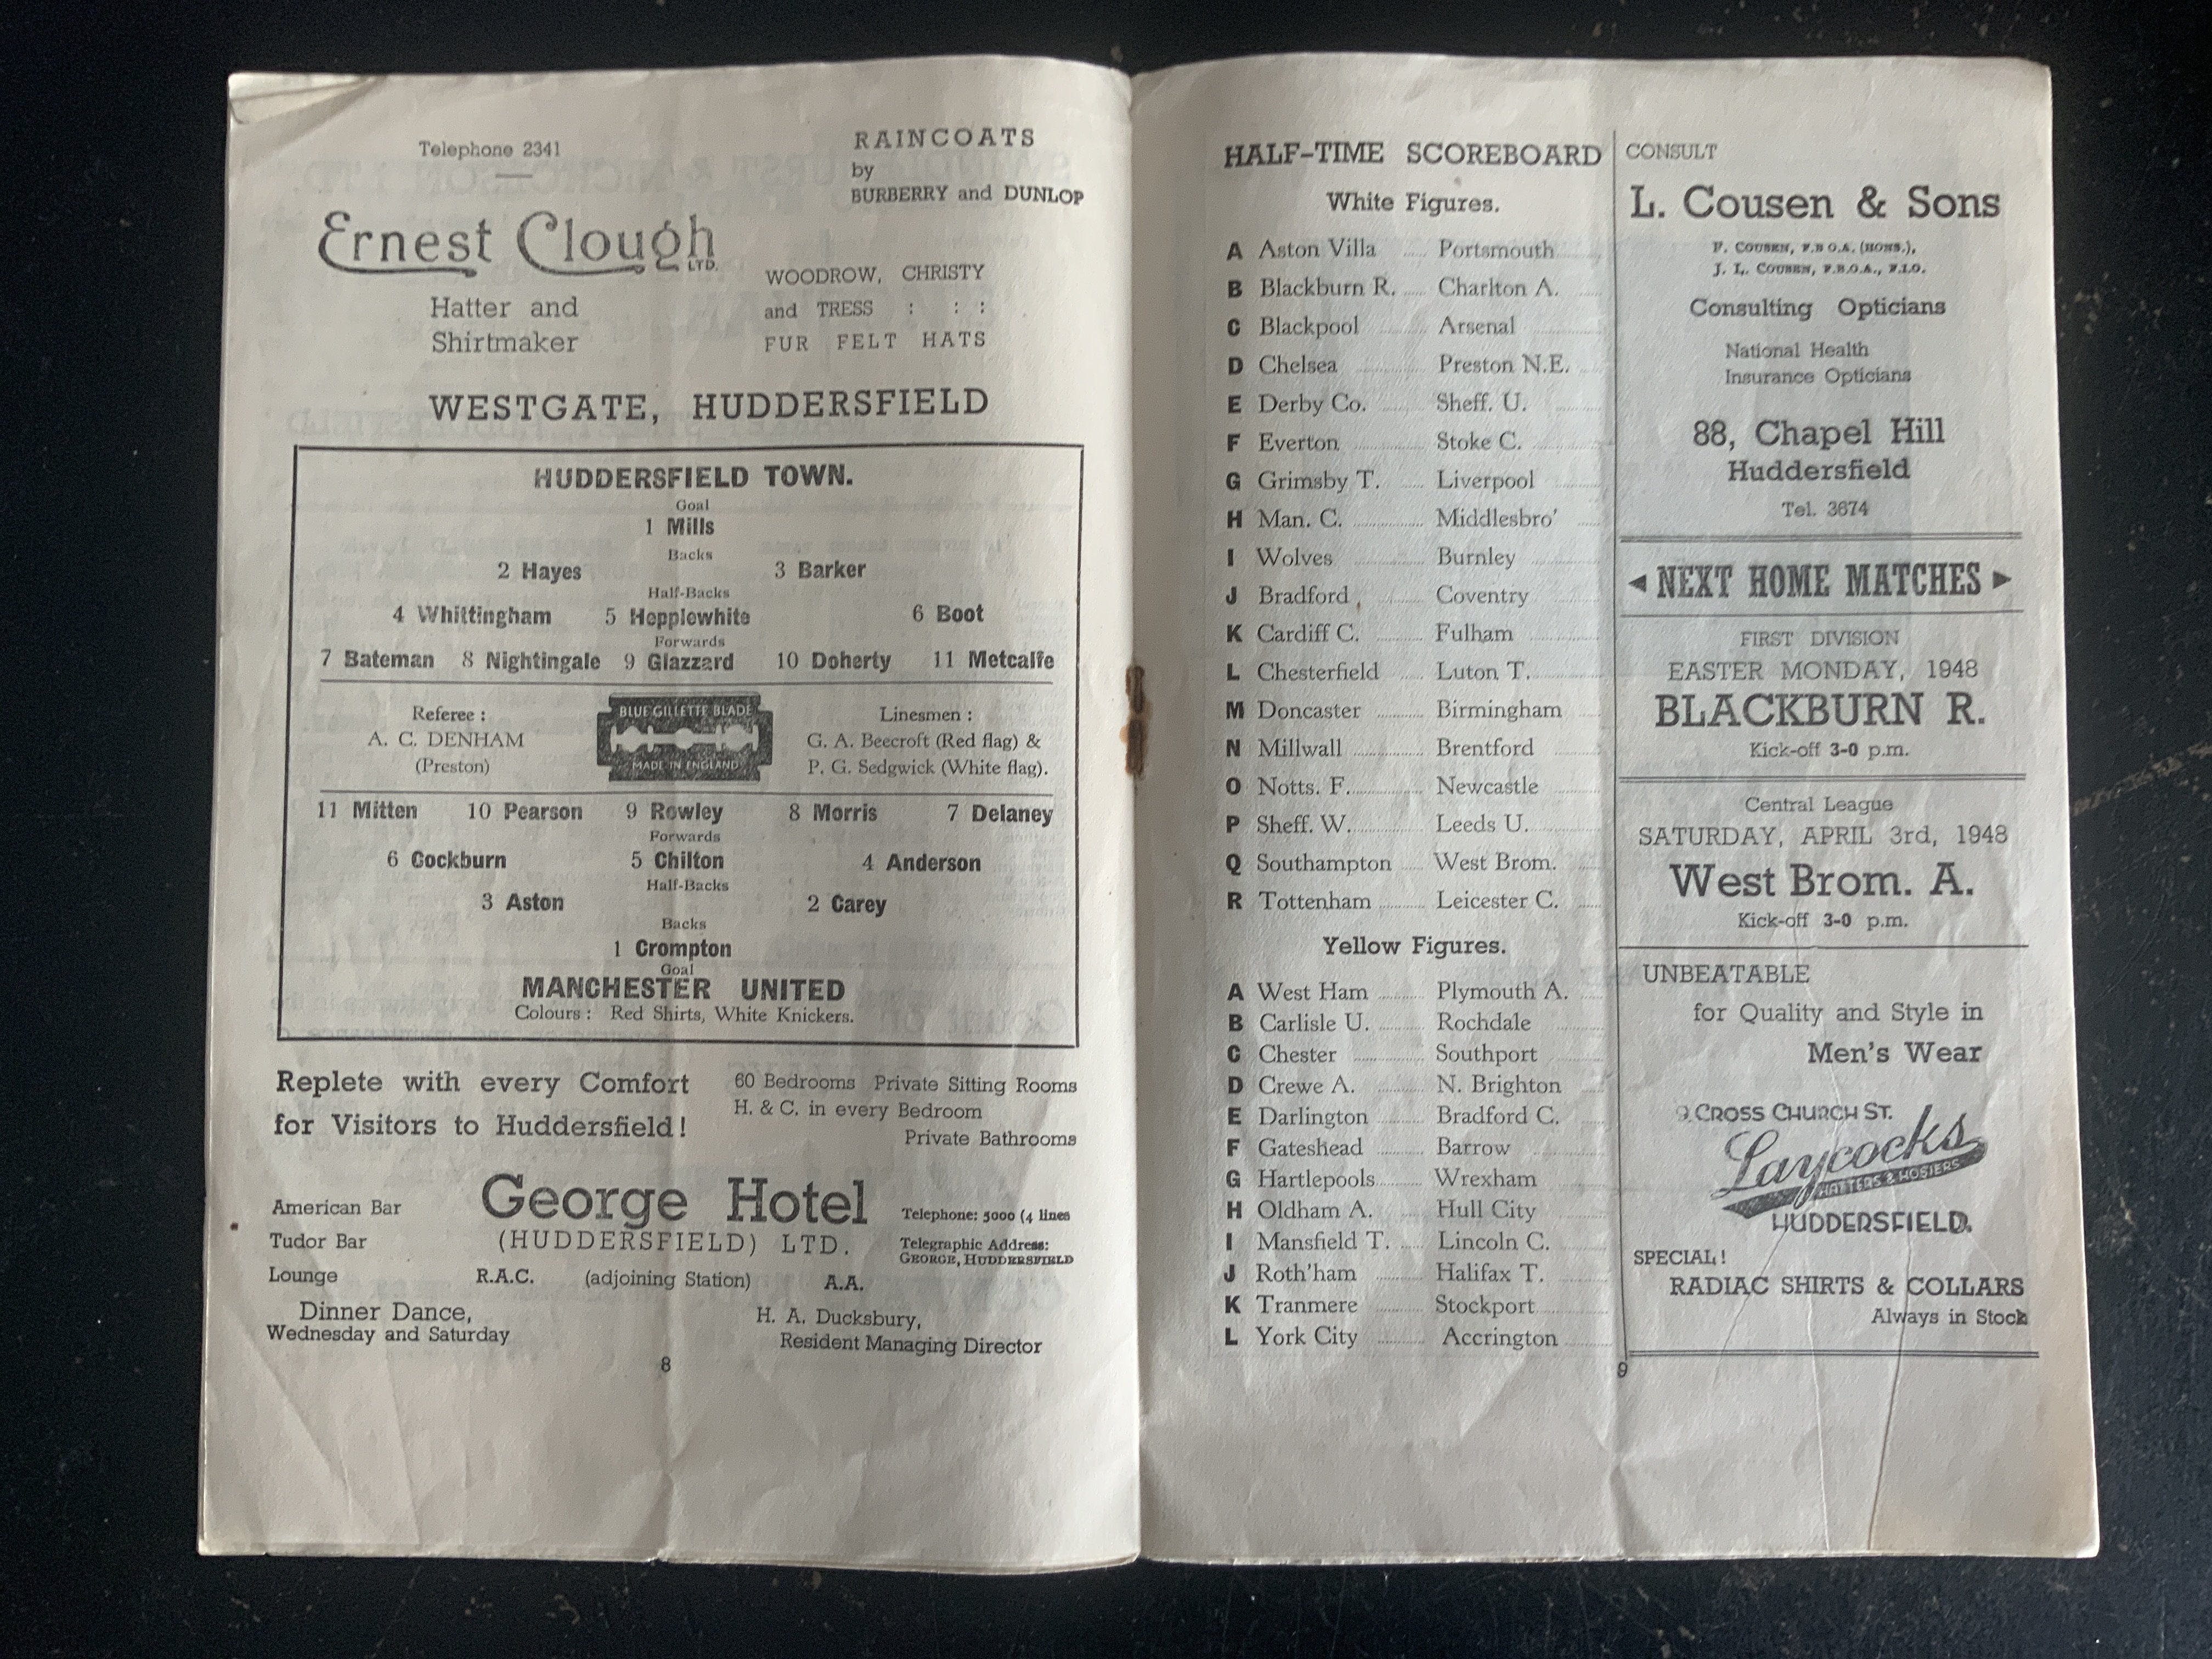 Telephone 2341
RAINCOATS
by
BURBERRY and DUNLOP
Ernest Clough
LTD.
Hatter and
Shirtmaker
WOODROW, CHRISTY
and TRESS : : :
FUR FELT HATS
WESTGATE, HUDDERSFIELD
HUDDERSFIELD TOWN.
Goal
1 Mills
Backs
2 Hayes 3 Barker
Half-Backs
4 Whittingham 5 Hepplewhite 6 Boot
Forwards
7 Bateman 8 Nightingale 9 Glazzard 10 Doherty 11 Metcalfe
Referee :
A. C. DENHAM
(Preston)
BLUE GILLETTE BLADE
MADE IN ENGLAND
Linesmen :
G. A. Beecroft (Red flag) &
P. G. Sedgwick (White flag).
11 Mitten 10 Pearson 9 Rowley 8 Morris 7 Delaney
Forwards
6 Cockburn 5 Chilton 4 Anderson
Half-Backs
3 Aston 2 Carey
Backs
1 Crompton
Goal
MANCHESTER UNITED
Colours : Red Shirts, White Knickers.
Replete with every Comfort
for Visitors to Huddersfield!
60 Bedrooms Private Sitting Rooms
H. & C. in every Bedroom
Private Bathrooms
George Hotel
(HUDDERSFIELD) LTD.
American Bar
Tudor Bar
Lounge
Telephone: 5000 (4 lines
Telegraphic Address:
GEORGE, HUDDERSFIELD
R.A.C. (adjoining Station) A.A.
Dinner Dance,
Wednesday and Saturday
H. A. Ducksbury,
Resident Managing Director
8
HALF-TIME SCOREBOARD
White Figures.
A Aston Villa ..... Portsmouth
B Blackburn R. ..... Charlton A.
C Blackpool ..... Arsenal
D Chelsea ..... Preston N.E.
E Derby Co. ..... Sheff. U.
F Everton ..... Stoke C.
G Grimsby T. ..... Liverpool
H Man. C. ..... Middlesbro'
I Wolves ..... Burnley
J Bradford , Coventry
K Cardiff C. ..... Fulham
L Chesterfield ..... Luton T.
M Doncaster ..... Birmingham
N Millwall ..... Brentford
O Notts. F. ..... Newcastle
P Sheff. W. ..... Leeds U.
Q Southampton ..... West Brom.
R Tottenham ..... Leicester C.
Yellow Figures.
A West Ham ..... Plymouth A.
B Carlisle U. ..... Rochdale
C Chester ..... Southport
D Crewe A. ..... N. Brighton
E Darlington ..... Bradford C.
F Gateshead ..... Barrow
G Hartlepools ..... Wrexham
H Oldham A. ..... Hull City
I Mansfield T. ..... Lincoln C.
J Roth'ham ..... Halifax T.
K Tranmere ..... Stockport
L York City ..... Accrington
9
CONSULT
L. Cousen & Sons
F. COUSEN, F.B.O.A. (HONS.),
J. L. COUSEN, F.B.O.A., F.I.O.
Consulting Opticians
National Health
Insurance Opticians
88, Chapel Hill
Huddersfield
Tel. 3674
NEXT HOME MATCHES
FIRST DIVISION
EASTER MONDAY, 1948
BLACKBURN R.
Kick-off 3-0 p.m.
Central League
SATURDAY, APRIL 3rd, 1948
West Brom. A.
Kick-off 3-0 p.m.
UNBEATABLE
for Quality and Style in
Men's Wear
9 CROSS CHURCH ST.
Laycocks
HATTERS & HOSIERS
HUDDERSFIELD.
SPECIAL!
RADIAC SHIRTS & COLLARS
Always in Stock